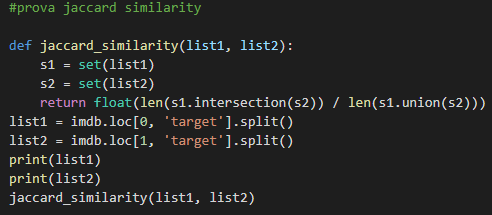 #prova jaccard similarity
def jaccard_similarity(list1, list2):
    s1 = set(list1)
    s2 = set(list2)
    return float(len(s1.intersection(s2)) / len(s1.union(s2)))
list1 = imdb.loc[0, 'target'].split()
list2 = imdb.loc[1, 'target'].split()
print(list1)
print(list2)
jaccard_similarity(list1, list2)